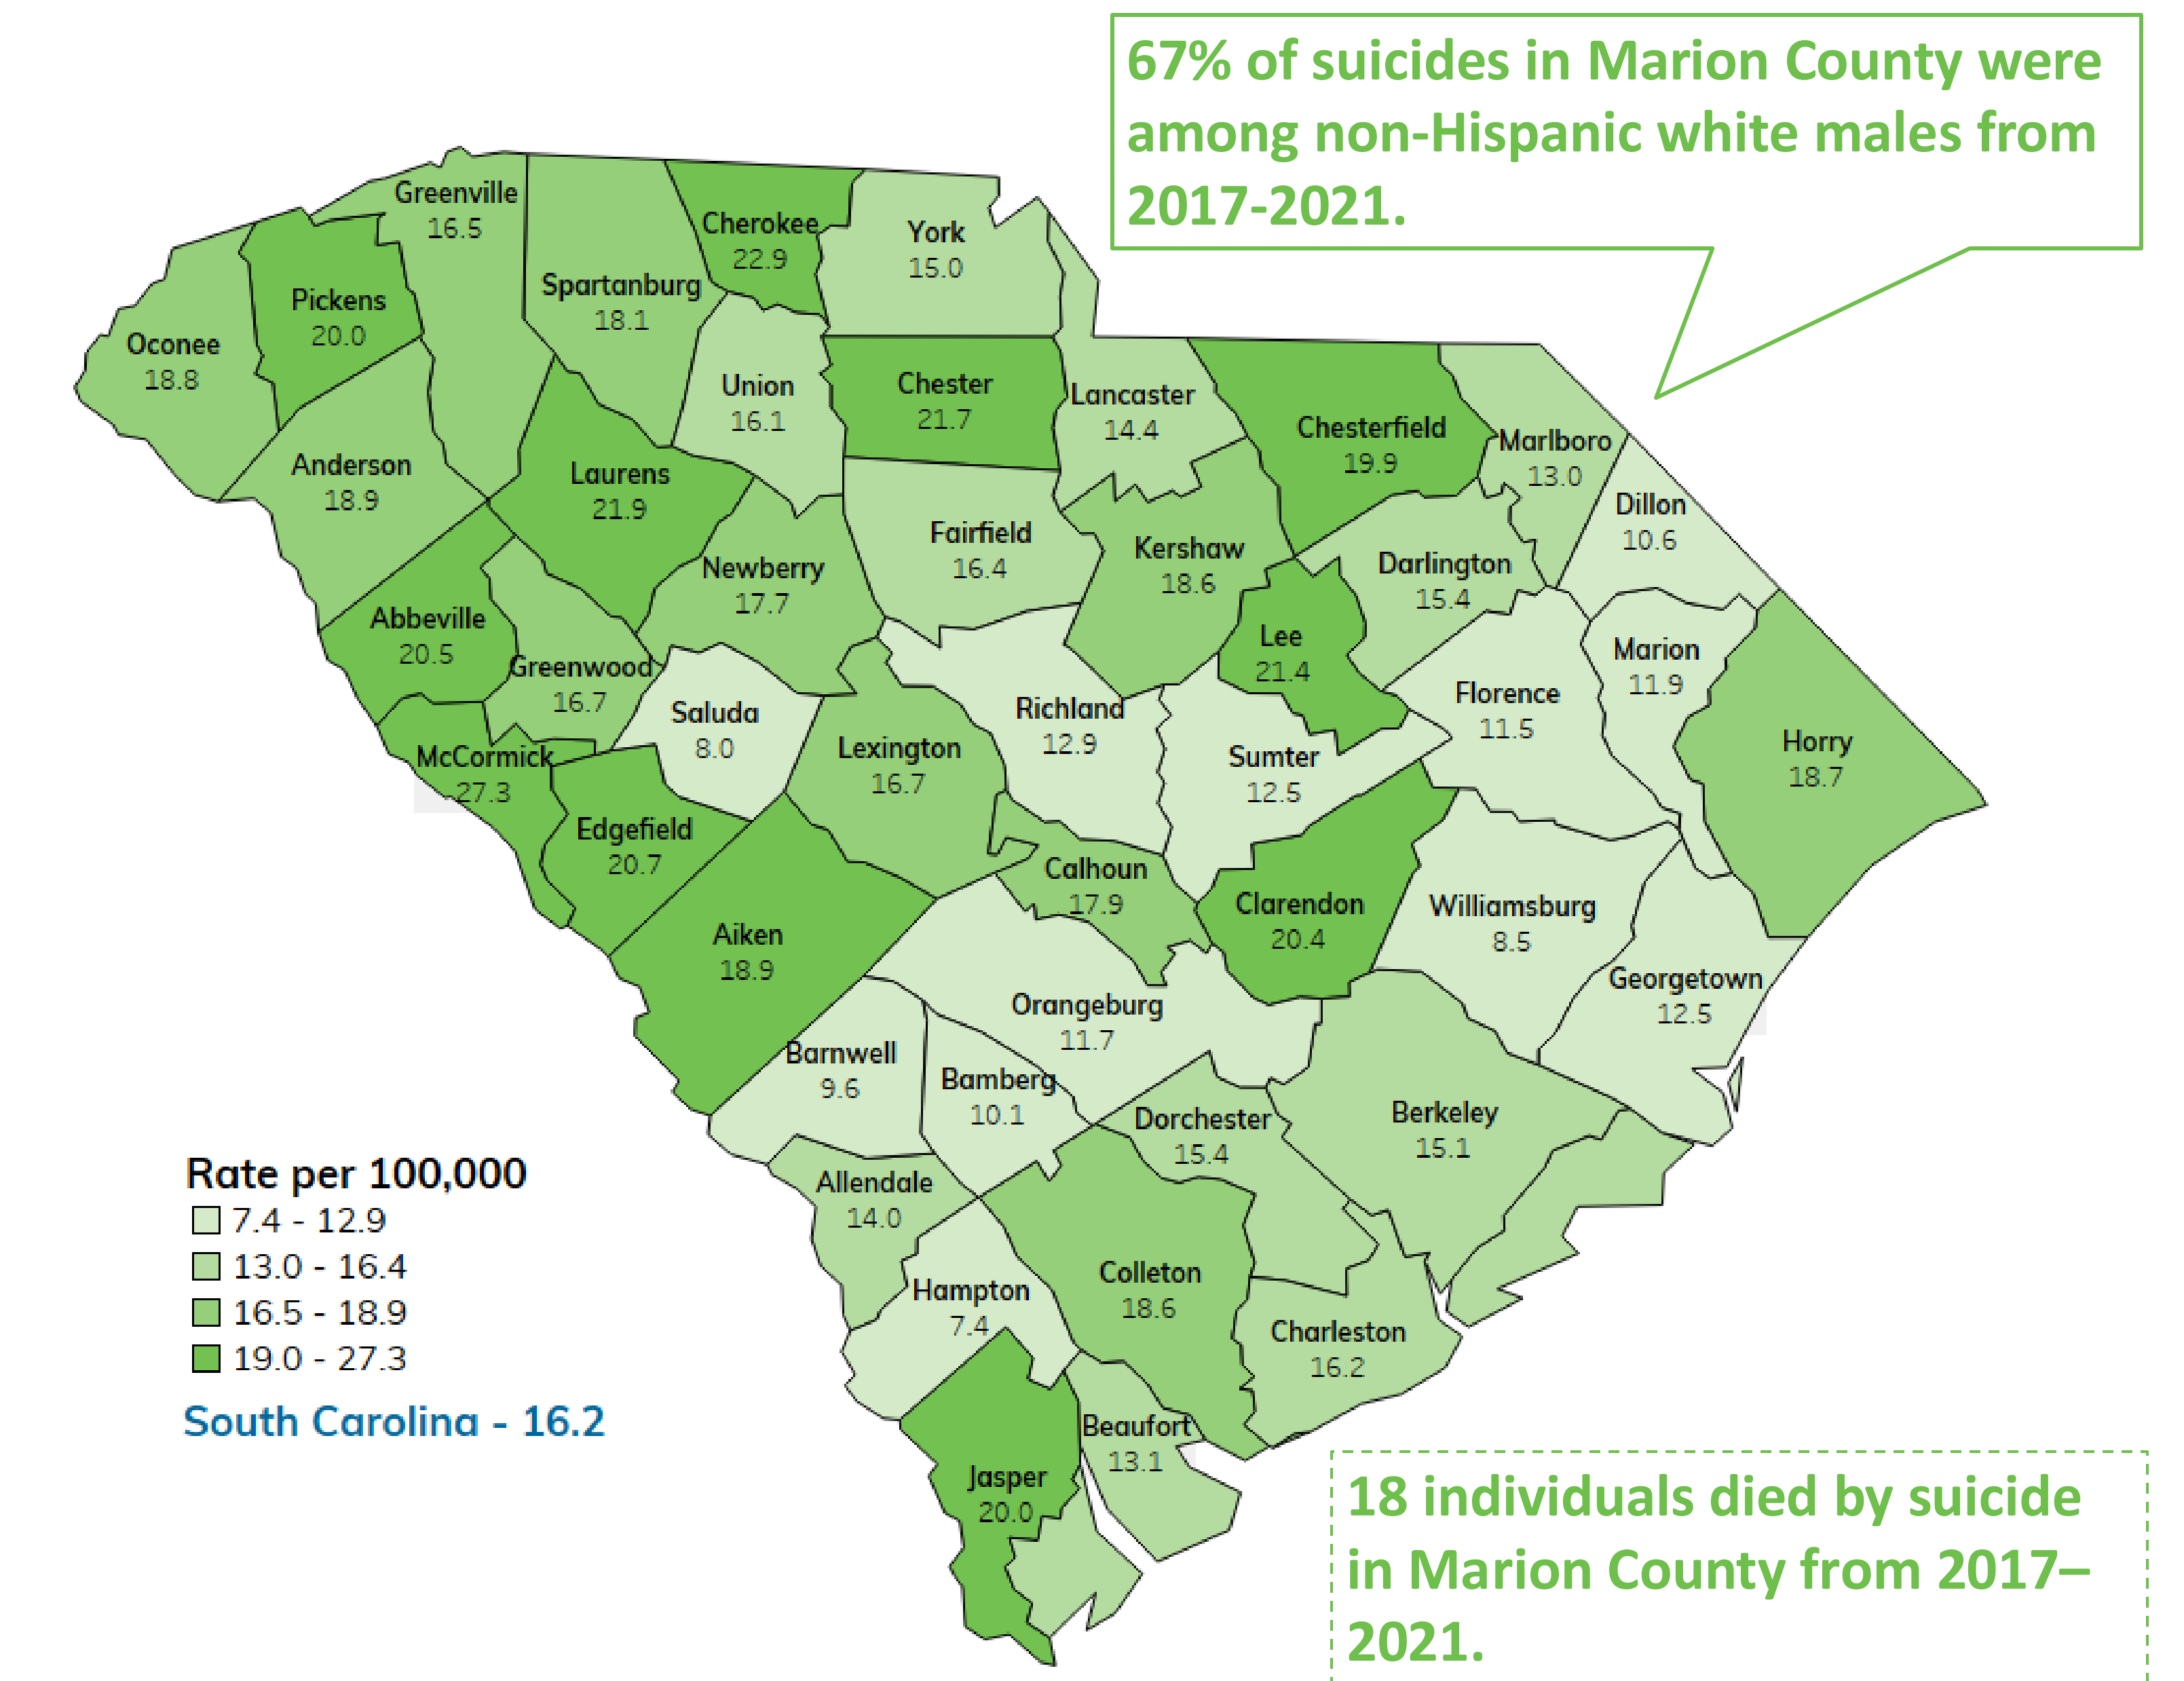 67% of suicides in Marion County were
among non-Hispanic white males from
2017-2021.
Greenville
16.5
Cherokee
22.9
York
15.0
Spartanburg
18.1
Pickens
20.0
Oconee
18.8
Union
16.1
Chester
21.7
Lancaster
14.4
Chesterfield
19.9
Marlboro
13.0
Anderson
18.9
Laurens
21.9
Dillon
10.6
Fairfield
16.4
Kershaw
18.6
Darlington
15.4
Newberry
17.7
Abbeville
20.5
Greenwood
16.7
Lee
21.4
Marion
11.9
Florence
11.5
Saluda
8.0
Richland
12.9
Lexington
16.7
Sumter
12.5
Horry
18.7
McCormick
27.3
Edgefield
20.7
Calhoun
17.9
Clarendon
20.4
Williamsburg
8.5
Aiken
18.9
Georgetown
12.5
Orangeburg
11.7
Barnwell
9.6
Bamberg
10.1
Dorchester
15.4
Berkeley
15.1
Allendale
14.0
Hampton
7.4
Colleton
18.6
Charleston
16.2
Beaufort
13.1
Jasper
20.0
Rate per 100,000
7.4 - 12.9
13.0 - 16.4
16.5 - 18.9
19.0 - 27.3
South Carolina - 16.2
18 individuals died by suicide
in Marion County from 2017–
2021.